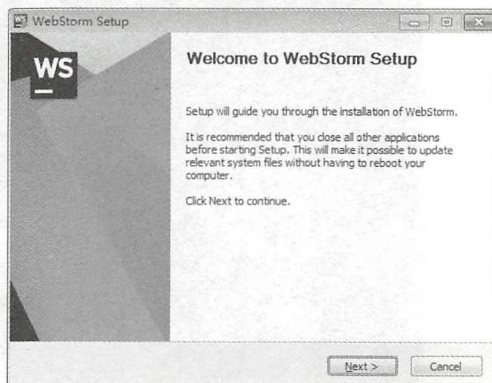 WebStorm Setup
WS
Welcome to WebStorm Setup
Setup will guide you through the installation of WebStorm.
It is recommended that you close all other applications
before starting Setup. This will make it possible to update
relevant system files without having to reboot your
computer.
Click Next to continue.
Next >
Cancel